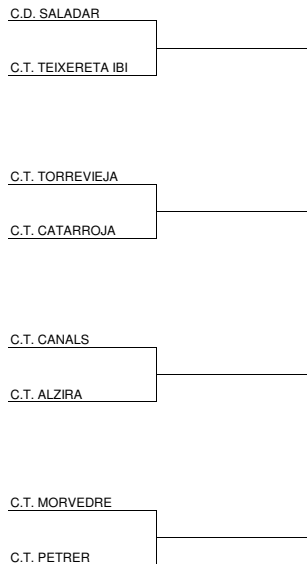 C.D. SALADAR
C.T. TEIXERETA IBI
C.T. TORREVIEJA
C.T. CATARROJA
C.T. CANALS
C.T. ALZIRA
C.T. MORVEDRE
C.T. PETRER